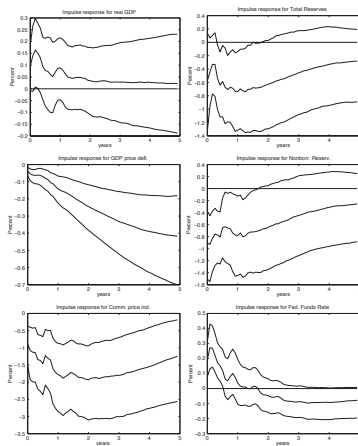 Impulse response for real GDP
0.3
0.25
0.2
0.15
0.1
0.05
0
−0.05
−0.1
−0.15
−0.2
Percent
0 1 2 3 4 5
years
Impulse response for Total Reserves
0.4
0.2
0
−0.2
−0.4
−0.6
−0.8
−1
−1.2
−1.4
Percent
0 1 2 3 4
years
Impulse response for GDP price defl.
0
−0.1
−0.2
−0.3
−0.4
−0.5
−0.6
−0.7
Percent
0 1 2 3 4 5
years
Impulse response for Nonborr. Reserv.
0.4
0.2
0
−0.2
−0.4
−0.6
−0.8
−1
−1.2
−1.4
−1.6
Percent
0 1 2 3 4
years
Impulse response for Comm. price ind.
0
−0.5
−1
−1.5
−2
−2.5
−3
−3.5
Percent
0 1 2 3 4 5
years
Impulse response for Fed. Funds Rate
0.5
0.4
0.3
0.2
0.1
0
−0.1
−0.2
−0.3
Percent
0 1 2 3 4
years